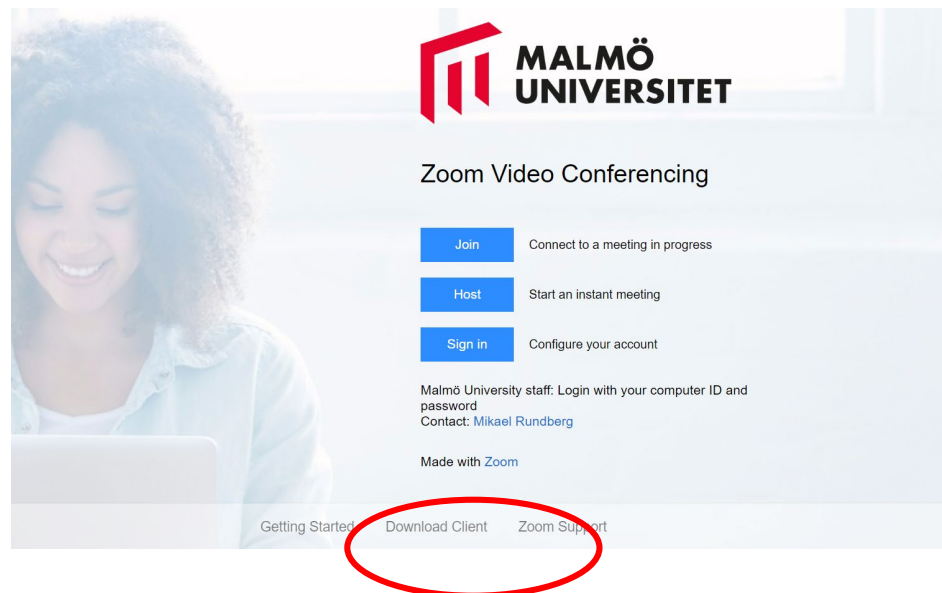 MALMÖ
UNIVERSITET
Zoom Video Conferencing
Join Connect to a meeting in progress
Host Start an instant meeting
Sign in Configure your account
Malmö University staff: Login with your computer ID and
password
Contact: Mikael Rundberg
Made with Zoom
Getting Started Download Client Zoom Support